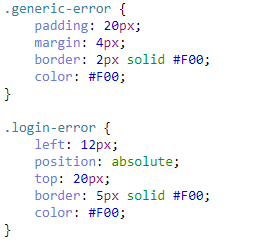 .generic-error {
    padding: 20px;
    margin: 4px;
    border: 2px solid #F00;
    color: #F00;
}

.login-error {
    left: 12px;
    position: absolute;
    top: 20px;
    border: 5px solid #F00;
    color: #F00;
}